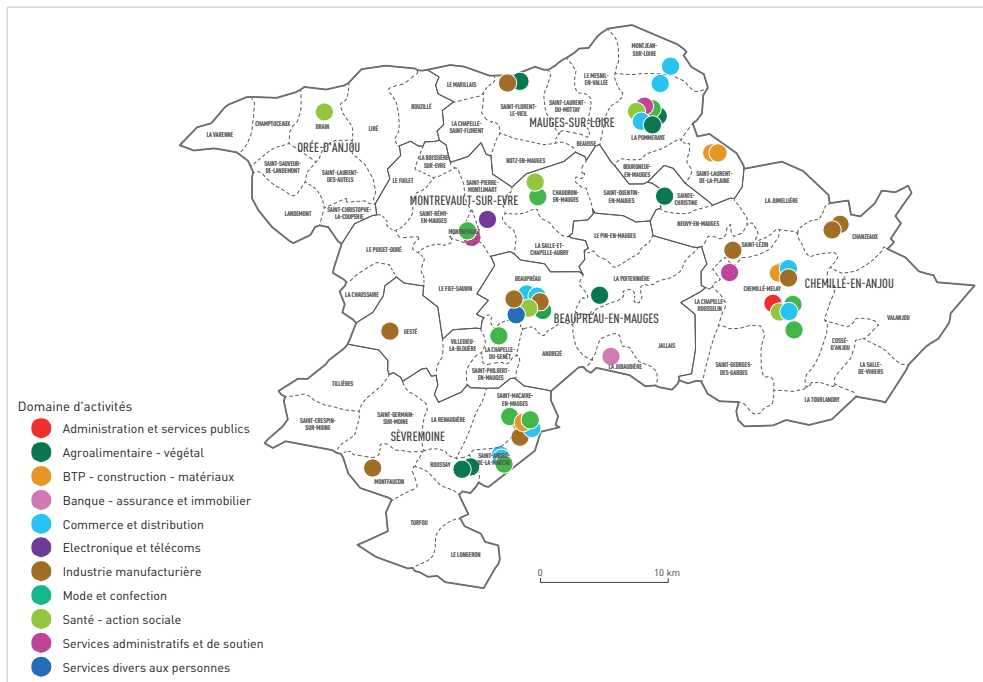 MONTJEAN-
SUR-LOIRE
LE MESNIL-
EN-VALLÉE
LE MARILLAIS
SAINT-FLORENT-
LE-VIEIL
SAINT-LAURENT-
DU-MOTTAY
MAUGES-SUR-LOIRE
LA POMMERAYE
BOUZILLÉ
LA CHAPELLE-
SAINT-FLORENT
BEAUSSE
CHAMPTOCEAUX
LA VARENNE
DRAIN
LIRÉ
ORÉE-D'ANJOU
SAINT-SAUVEUR-
DE-LANDEMONT
SAINT-LAURENT-
DES-AUTELS
LANDEMONT
SAINT-CHRISTOPHE-
LA-COUPERIE
LA BOISSIÈRE
SUR-EVRE
BOTZ-EN-MAUGES
BOURGNEUF-
EN-MAUGES
SAINT-LAURENT-
DE-LA-PLAINE
LE FUILET
SAINT-PIERRE-
MONTLIMART
MONTREVAULT-SUR-EVRE
CHAUDRON-
EN-MAUGES
SAINT-QUENTIN-
EN-MAUGES
SAINTE-
CHRISTINE
LA JUMELLIÈRE
SAINT-RÉMY-
EN-MAUGES
MONTREVAULT
NEUVY-EN-MAUGES
LE PIN-EN-MAUGES
SAINT-LÉZIN
CHANZEAUX
LE PUISET-DORÉ
LA SALLE-ET-
CHAPELLE-AUBRY
BEAUPRÉAU
LA POITEVINIÈRE
CHEMILLÉ-MELAY
CHEMILLÉ-EN-ANJOU
LA CHAUSSAIRE
LE FIEF-SAUVIN
LA CHAPELLE-
ROUSSELIN
BEAUPREAU-EN-MAUGES
VALANJOU
GESTÉ
VILLEDIEU-
LA-BLOUÈRE
LA CHAPELLE-
DU-GENÊT
ANDREZÉ
JALLAIS
COSSÉ-
D'ANJOU
LA JUBAUDIÈRE
SAINT-GEORGES-
DES-GARDES
LA SALLE-
DE-VIHIERS
SAINT-PHILBERT-
EN-MAUGES
TILLIÈRES
LA TOURLANDRY
SAINT-MACAIRE-
EN-MAUGES
SAINT-CRESPIN-
SUR-MOINE
SAINT-GERMAIN-
SUR-MOINE
LA RENAUDIÈRE
SÈVREMOINE
ROUSSAY
DE-LA-MARCHE
MONTFAUCON
TORFOU
LE LONGERON
0
10 km
Domaine d'activités
Administration et services publics
Agroalimentaire - végétal
BTP - construction - matériaux
Banque - assurance et immobilier
Commerce et distribution
Electronique et télécoms
Industrie manufacturière
Mode et confection
Santé - action sociale
Services administratifs et de soutien
Services divers aux personnes